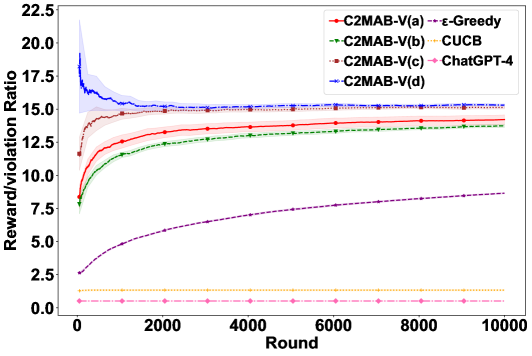 22.5
20.0
17.5
15.0
12.5
10.0
7.5
5.0
2.5
0.0
Reward/violation Ratio
C2MAB-V(a)
C2MAB-V(b)
C2MAB-V(c)
C2MAB-V(d)
ε-Greedy
CUCB
ChatGPT-4
0 2000 4000 6000 8000 10000
Round